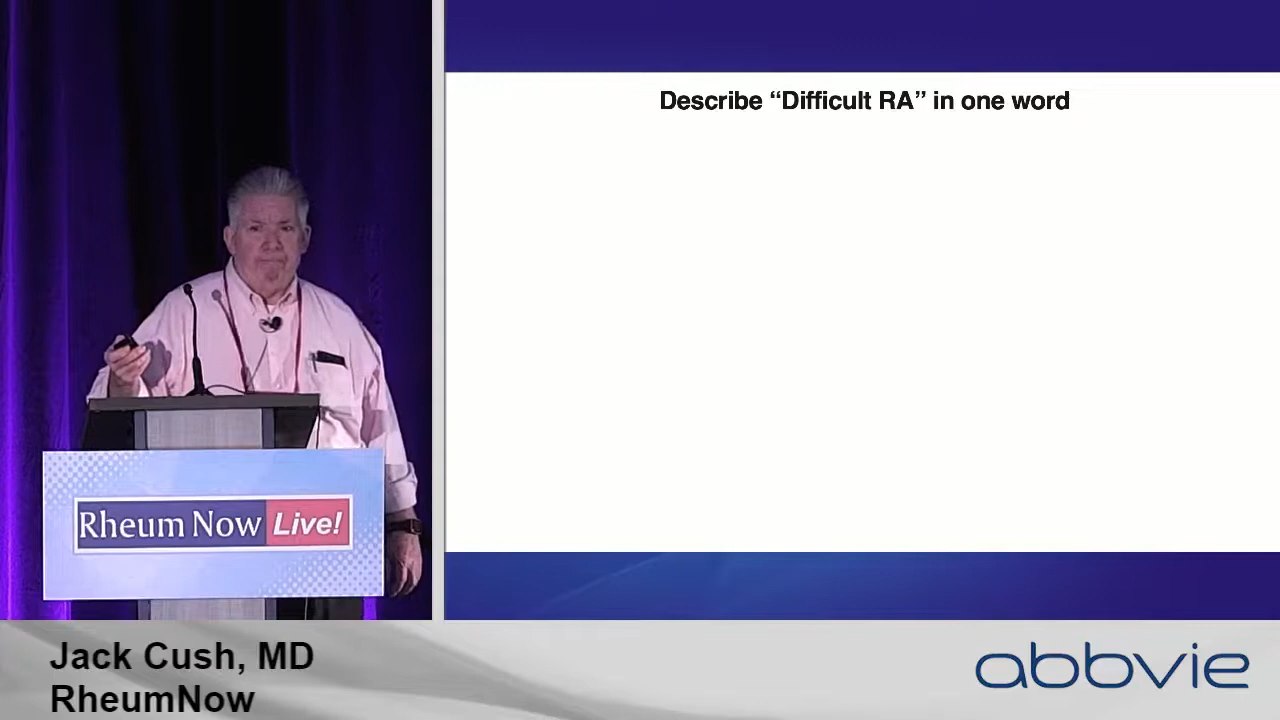 Describe “Difficult RA” in one word
Rheum Now Live!
Jack Cush, MD
RheumNow
abbvie